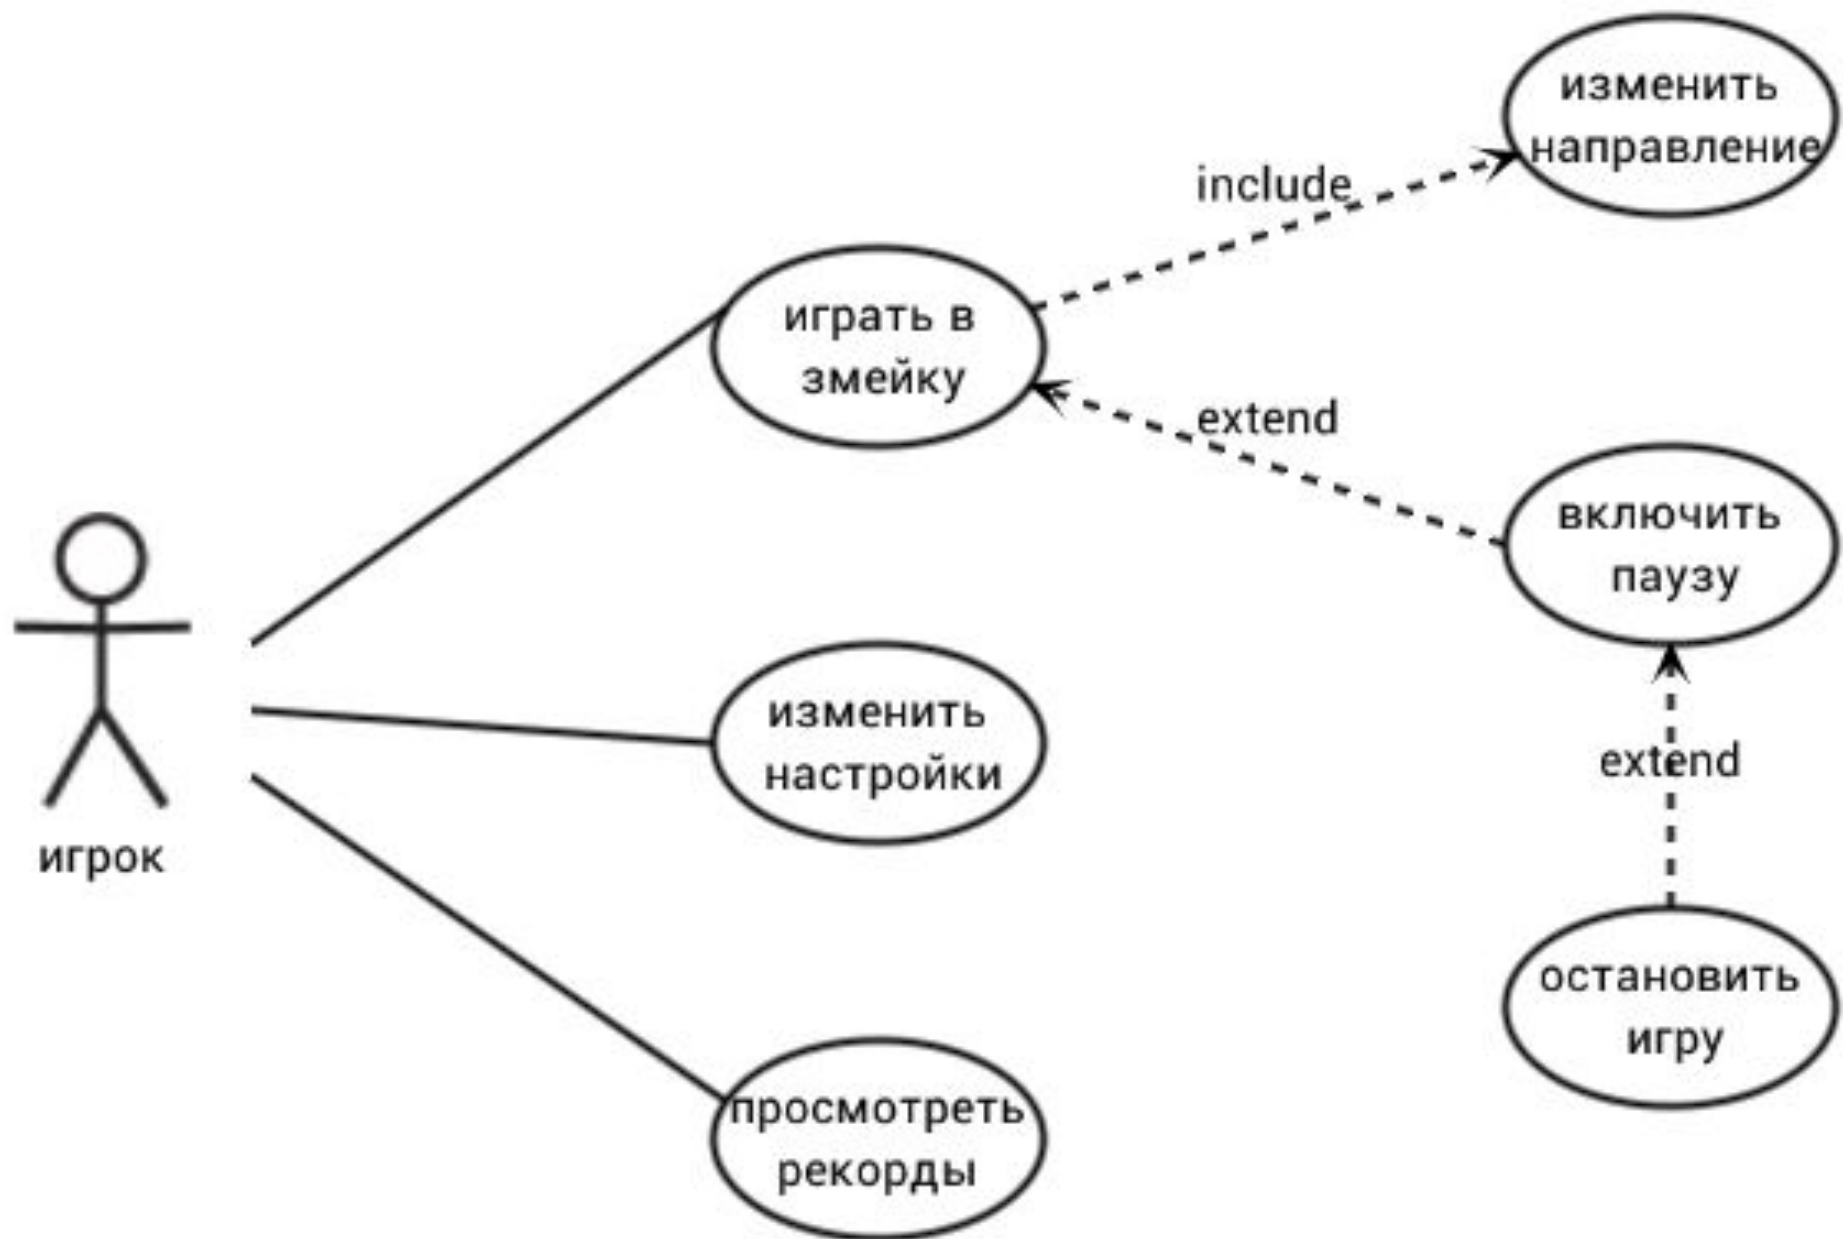 изменить
направление
include
играть в
змейку
extend
включить
паузу
изменить
настройки
extend
игрок
остановить
игру
просмотреть
рекорды